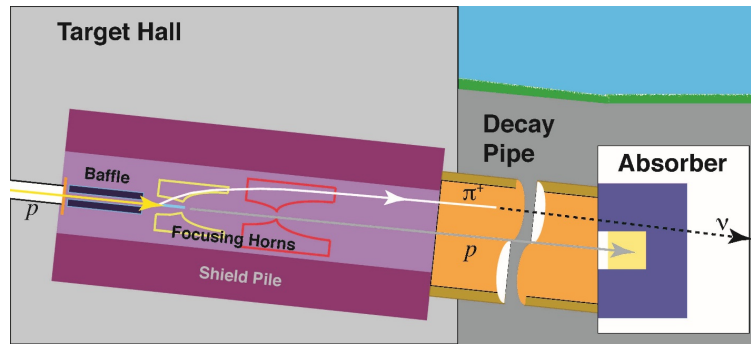 Target Hall
Decay
Pipe
Absorber
Baffle
π+
p
ν
Focusing Horns
p
Shield Pile